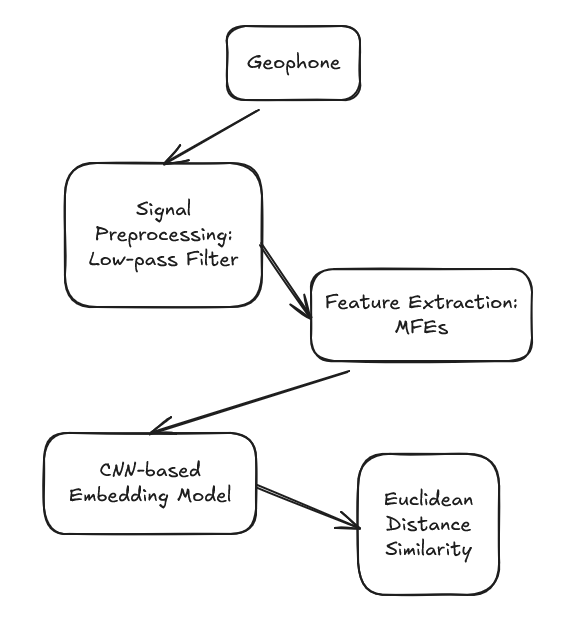 Geophone
Signal
Preprocessing:
Low-pass Filter
Feature Extraction:
MFEs
CNN-based
Embedding Model
Euclidean
Distance
Similarity